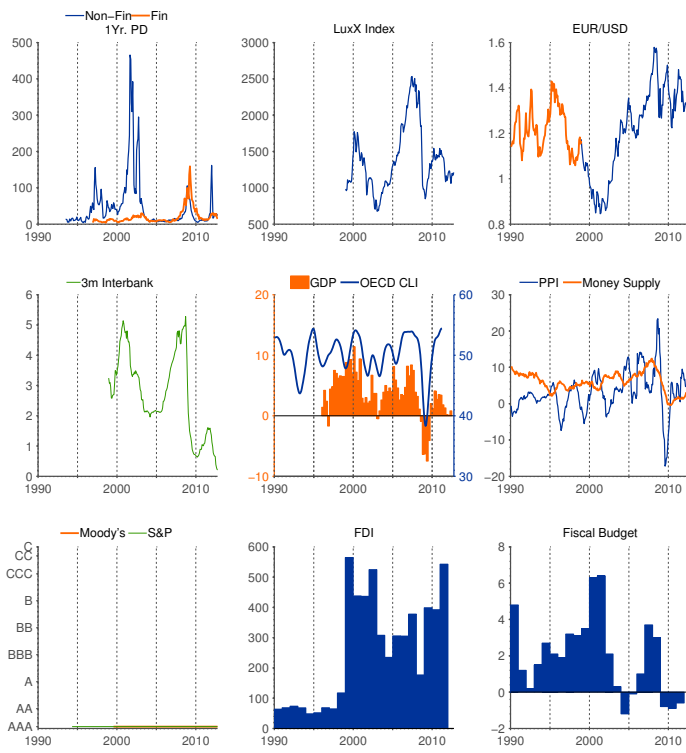 Non−Fin Fin
1Yr. PD
500
400
300
200
100
0
1990 2000 2010
LuxX Index
3000
2500
2000
1500
1000
500
1990 2000 2010
EUR/USD
1.6
1.4
1.2
1
0.8
1990 2000 2010
3m Interbank
6
5
4
3
2
1
0
1990 2000 2010
GDP OECD CLI
20 60
10 50
0 40
−10 30
1990 2000 2010
PPI Money Supply
30
20
10
0
−10
−20
1990 2000 2010
Moody's S&P
C
CC
CCC
B
BB
BBB
A
AA
AAA
1990 2000 2010
FDI
600
500
400
300
200
100
0
1990 2000 2010
Fiscal Budget
8
6
4
2
0
−2
1990 2000 2010